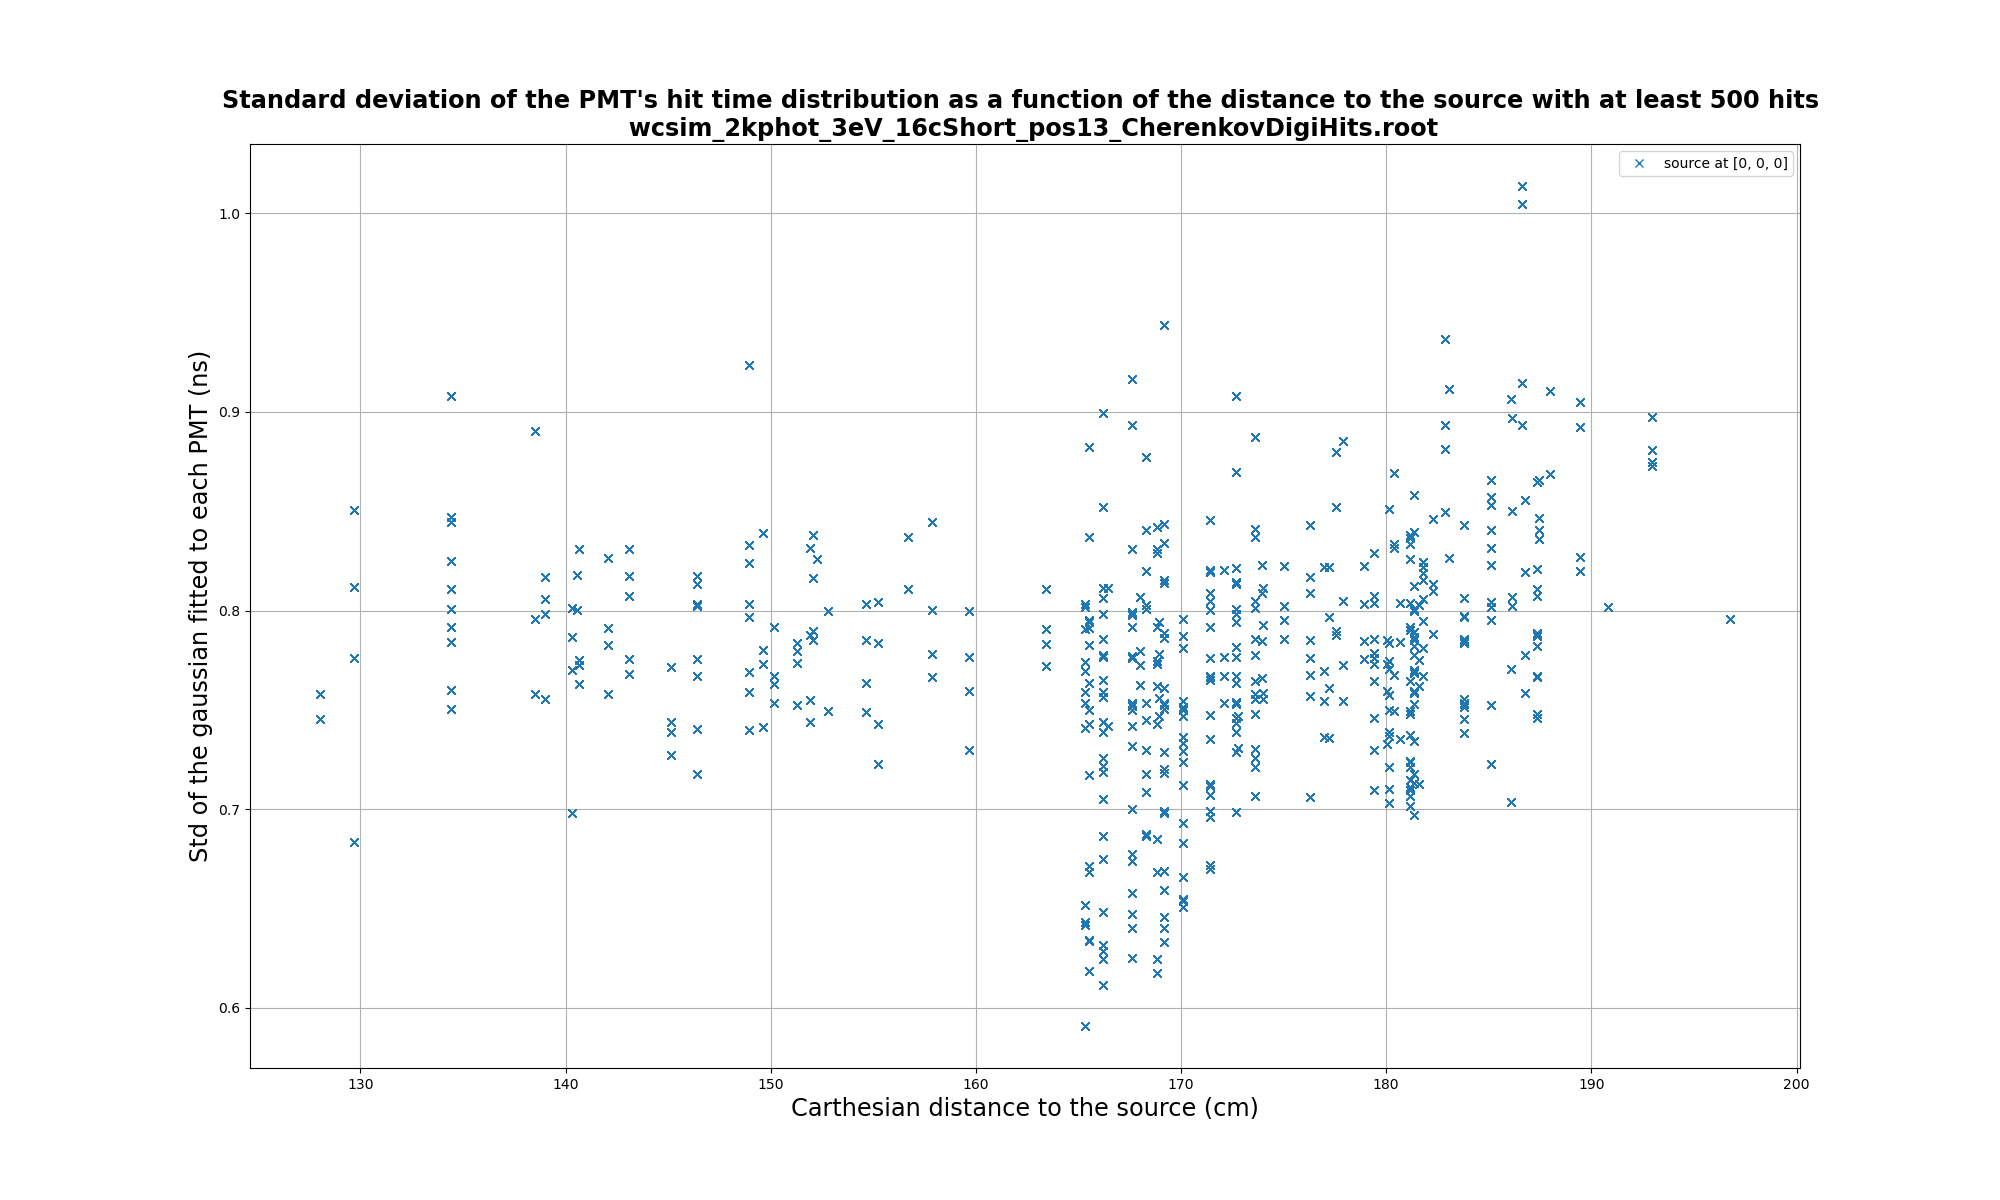 Standard deviation of the PMT's hit time distribution as a function of the distance to the source with at least 500 hits
wcsim_2kphot_3eV_16cShort_pos13_CherenkovDigiHits.root
source at [0, 0, 0]
1.0
0.9
0.8
0.7
0.6
Std of the gaussian fitted to each PMT (ns)
130 140 150 160 170 180 190 200
Carthesian distance to the source (cm)